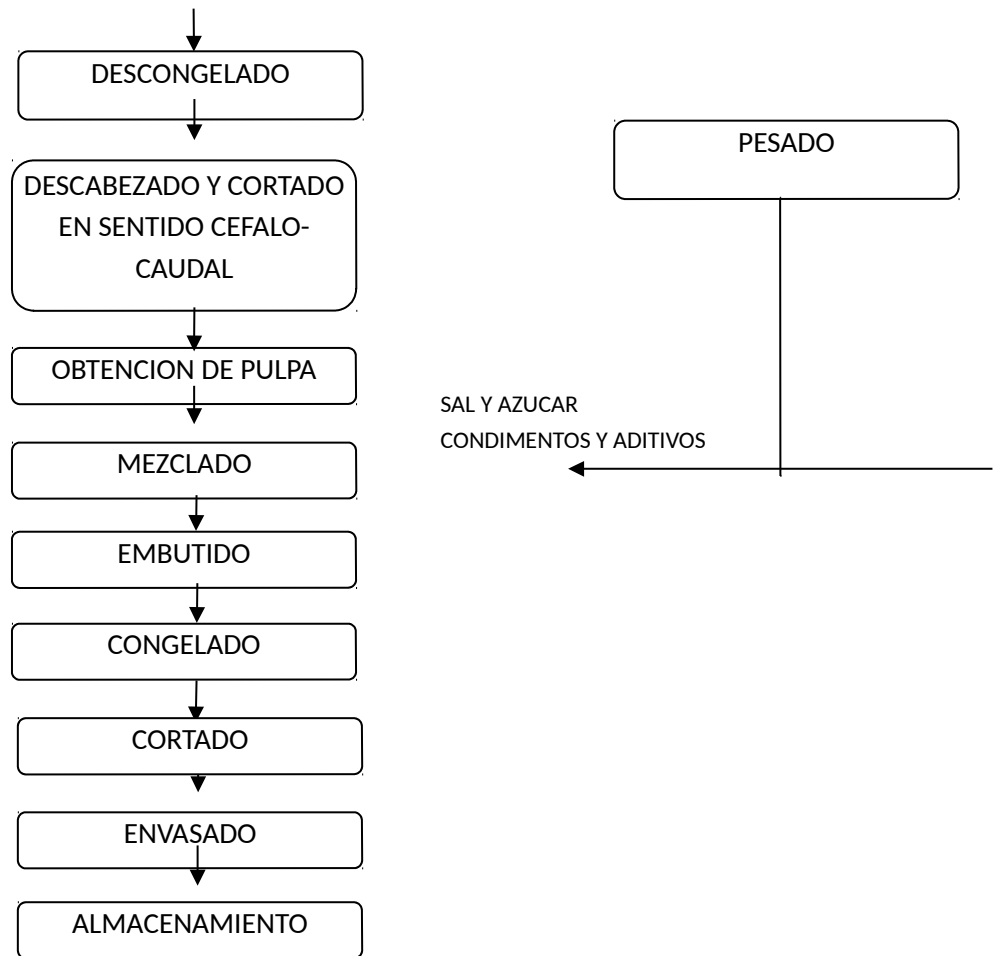 DESCONGELADO
PESADO
DESCABEZADO Y CORTADO
EN SENTIDO CEFALO-
CAUDAL
OBTENCION DE PULPA
SAL Y AZUCAR
CONDIMENTOS Y ADITIVOS
MEZCLADO
EMBUTIDO
CONGELADO
CORTADO
ENVASADO
ALMACENAMIENTO